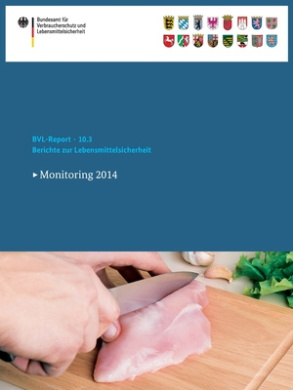 Bundesamt für
Verbraucherschutz und
Lebensmittelsicherheit
BVL-Report · 10.3
Berichte zur Lebensmittelsicherheit
▸ Monitoring 2014